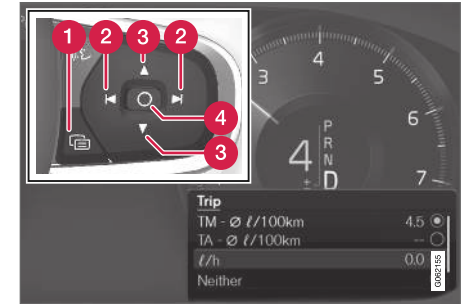 1 2 3 2
4
3
3
4
5
6
7
4
P
R
N
± D
Trip
TM - Ø ℓ/100km 4.5
TA - Ø ℓ/100km --
ℓ/h 0.0
Neither
G062155